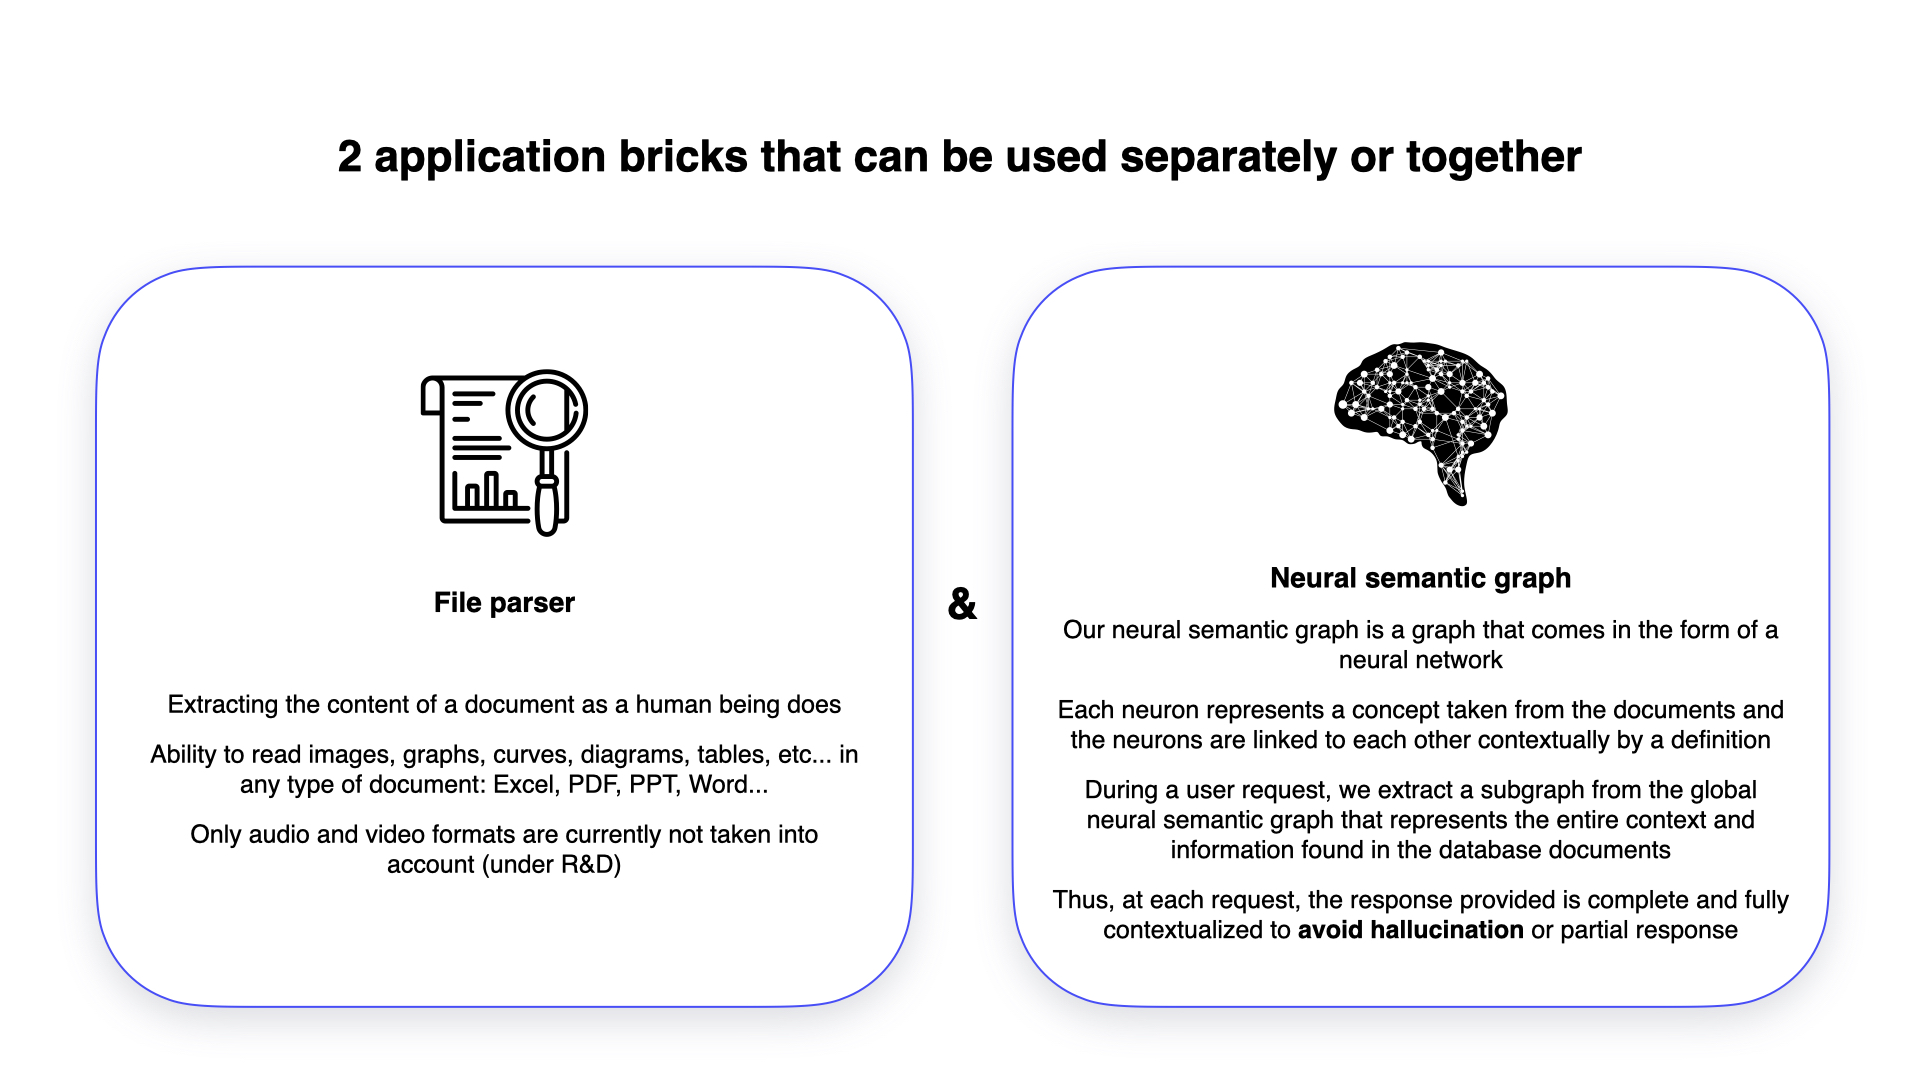 2 application bricks that can be used separately or together
File parser
Extracting the content of a document as a human being does
Ability to read images, graphs, curves, diagrams, tables, etc... in
any type of document: Excel, PDF, PPT, Word...
Only audio and video formats are currently not taken into
account (under R&D)
&
Neural semantic graph
Our neural semantic graph is a graph that comes in the form of a
neural network
Each neuron represents a concept taken from the documents and
the neurons are linked to each other contextually by a definition
During a user request, we extract a subgraph from the global
neural semantic graph that represents the entire context and
information found in the database documents
Thus, at each request, the response provided is complete and fully
contextualized to avoid hallucination or partial response